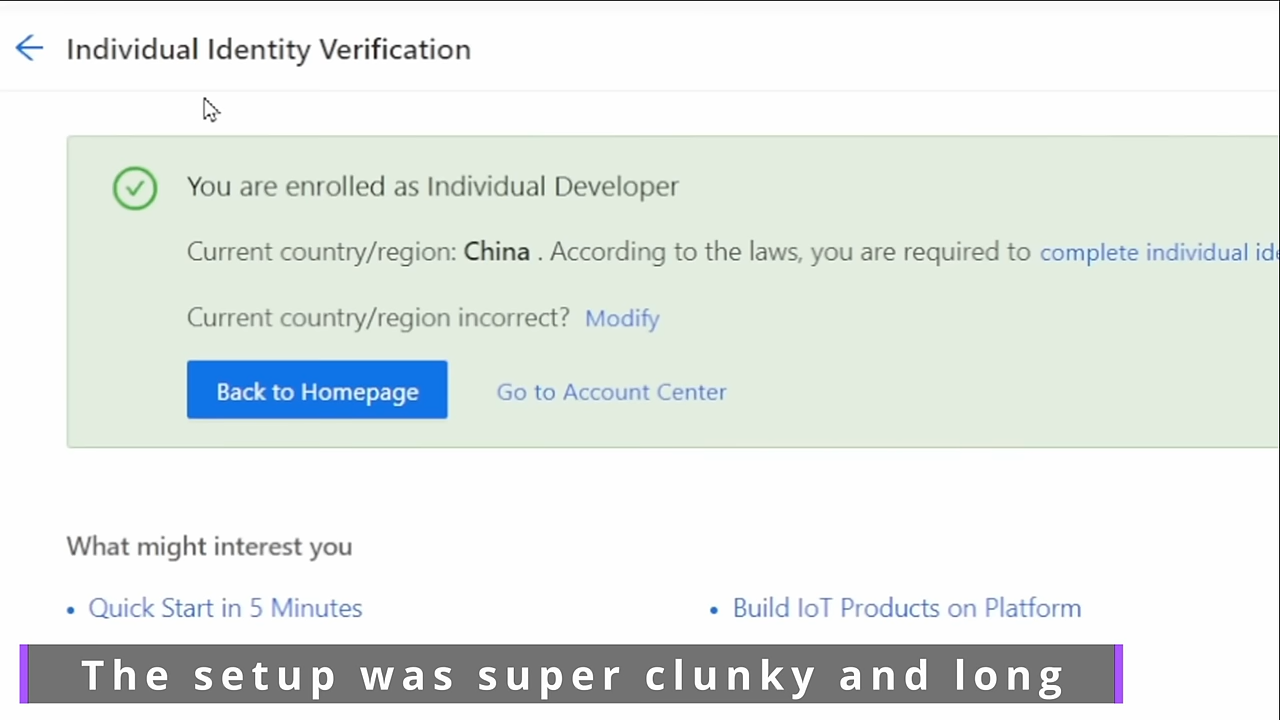 Individual Identity Verification
You are enrolled as Individual Developer
Current country/region: China . According to the laws, you are required to complete individual ide
Current country/region incorrect? Modify
Back to Homepage Go to Account Center
What might interest you
• Quick Start in 5 Minutes • Build IoT Products on Platform
The setup was super clunky and long